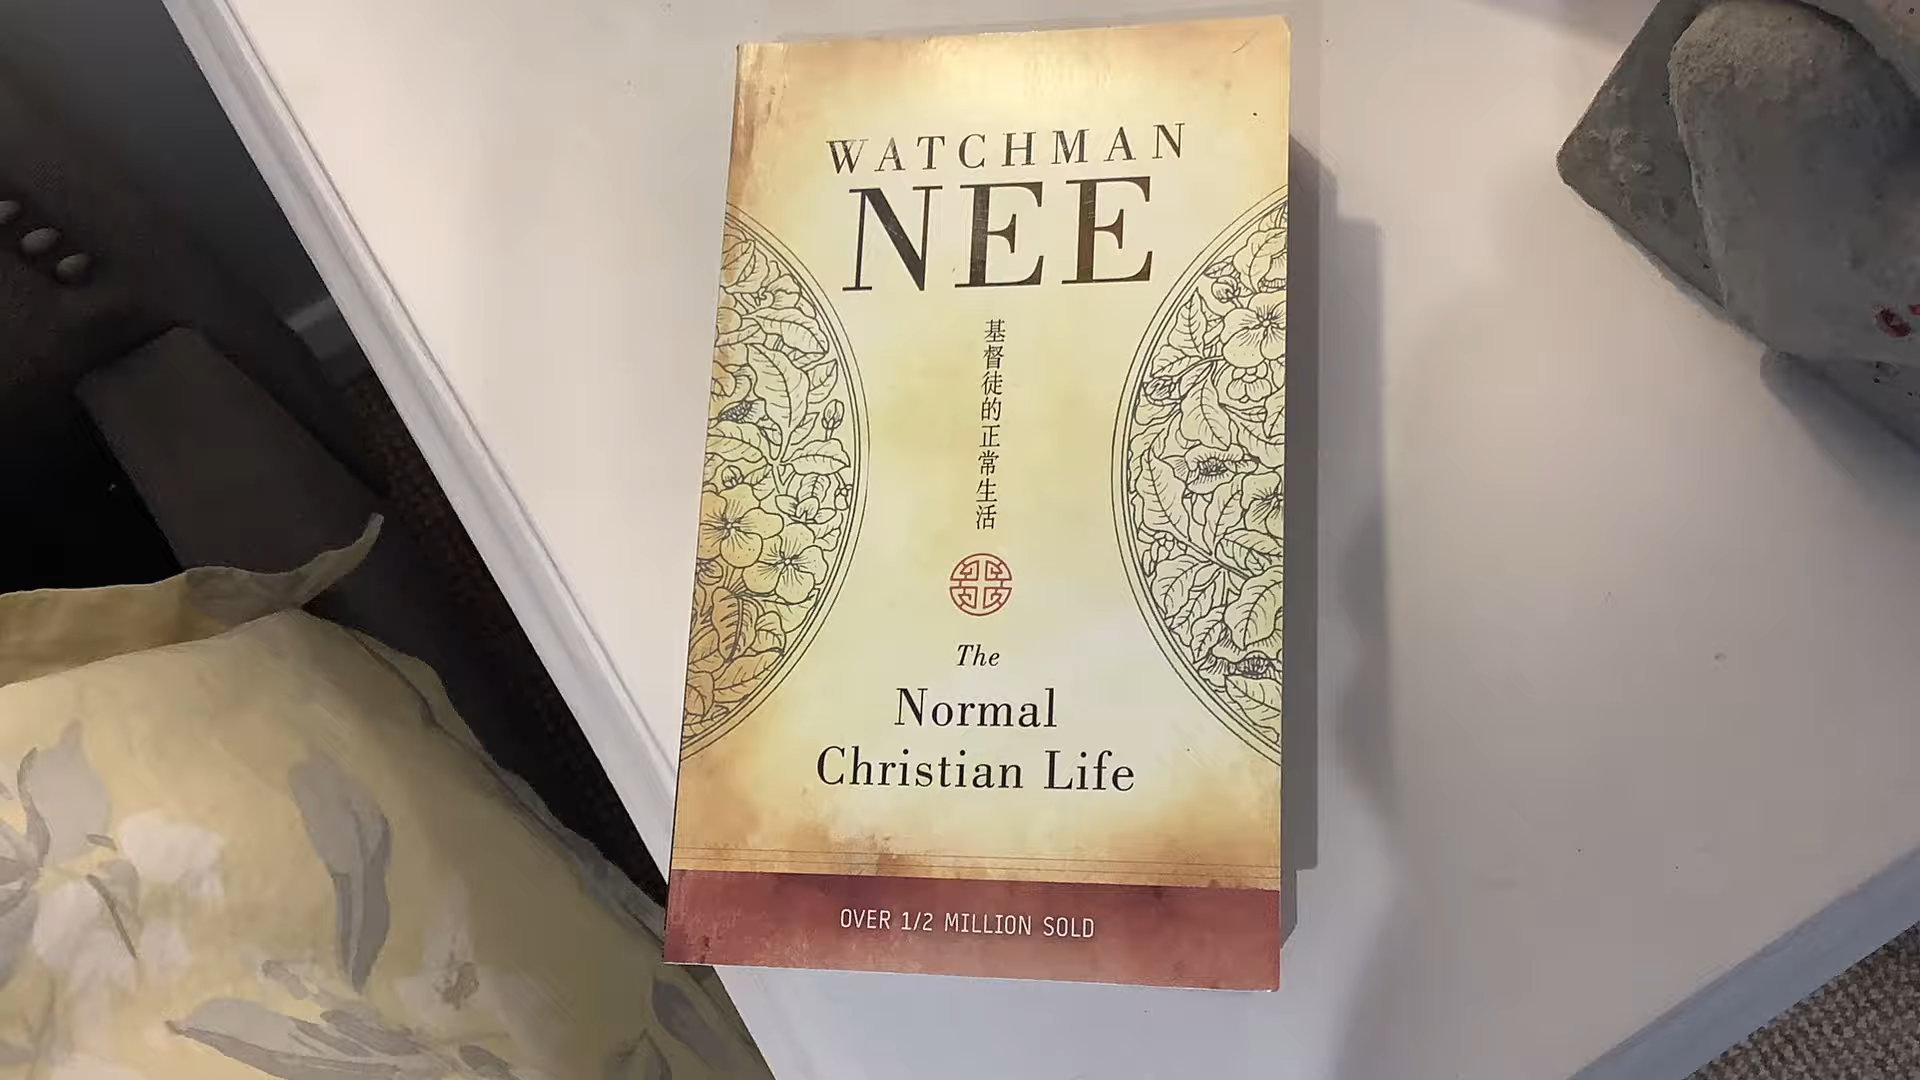 WATCHMAN
NEE
基督徒的正常生活
The
Normal
Christian Life
OVER 1/2 MILLION SOLD